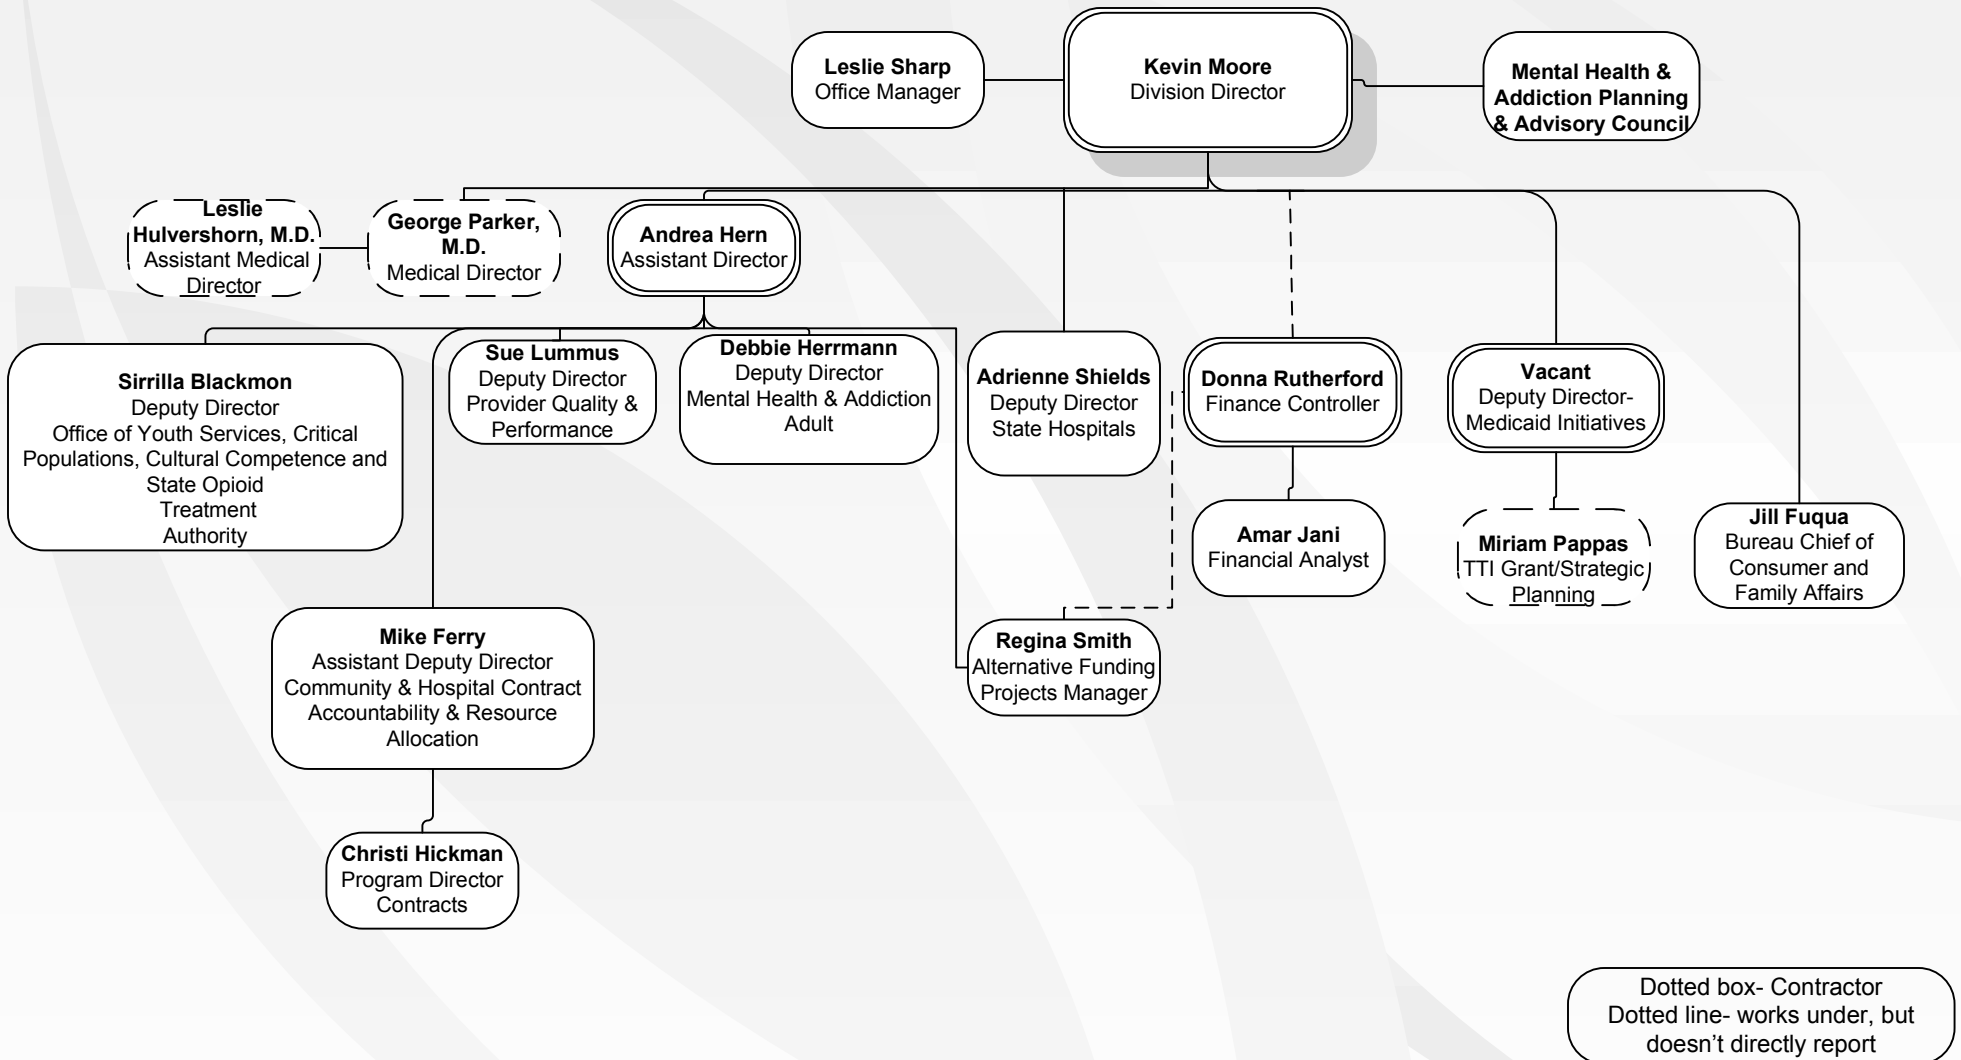 Leslie Sharp
Office Manager
Kevin Moore
Division Director
Mental Health &
Addiction Planning
& Advisory Council
Leslie
Hulvershorn, M.D.
Assistant Medical
Director
George Parker,
M.D.
Medical Director
Andrea Hern
Assistant Director
Sirrilla Blackmon
Deputy Director
Office of Youth Services, Critical
Populations, Cultural Competence and
State Opioid
Treatment
Authority
Sue Lummus
Deputy Director
Provider Quality &
Performance
Debbie Herrmann
Deputy Director
Mental Health & Addiction
Adult
Adrienne Shields
Deputy Director
State Hospitals
Donna Rutherford
Finance Controller
Vacant
Deputy Director-
Medicaid Initiatives
Amar Jani
Financial Analyst
Miriam Pappas
TTI Grant/Strategic
Planning
Jill Fuqua
Bureau Chief of
Consumer and
Family Affairs
Mike Ferry
Assistant Deputy Director
Community & Hospital Contract
Accountability & Resource
Allocation
Regina Smith
Alternative Funding
Projects Manager
Christi Hickman
Program Director
Contracts
Dotted box- Contractor
Dotted line- works under, but
doesn't directly report